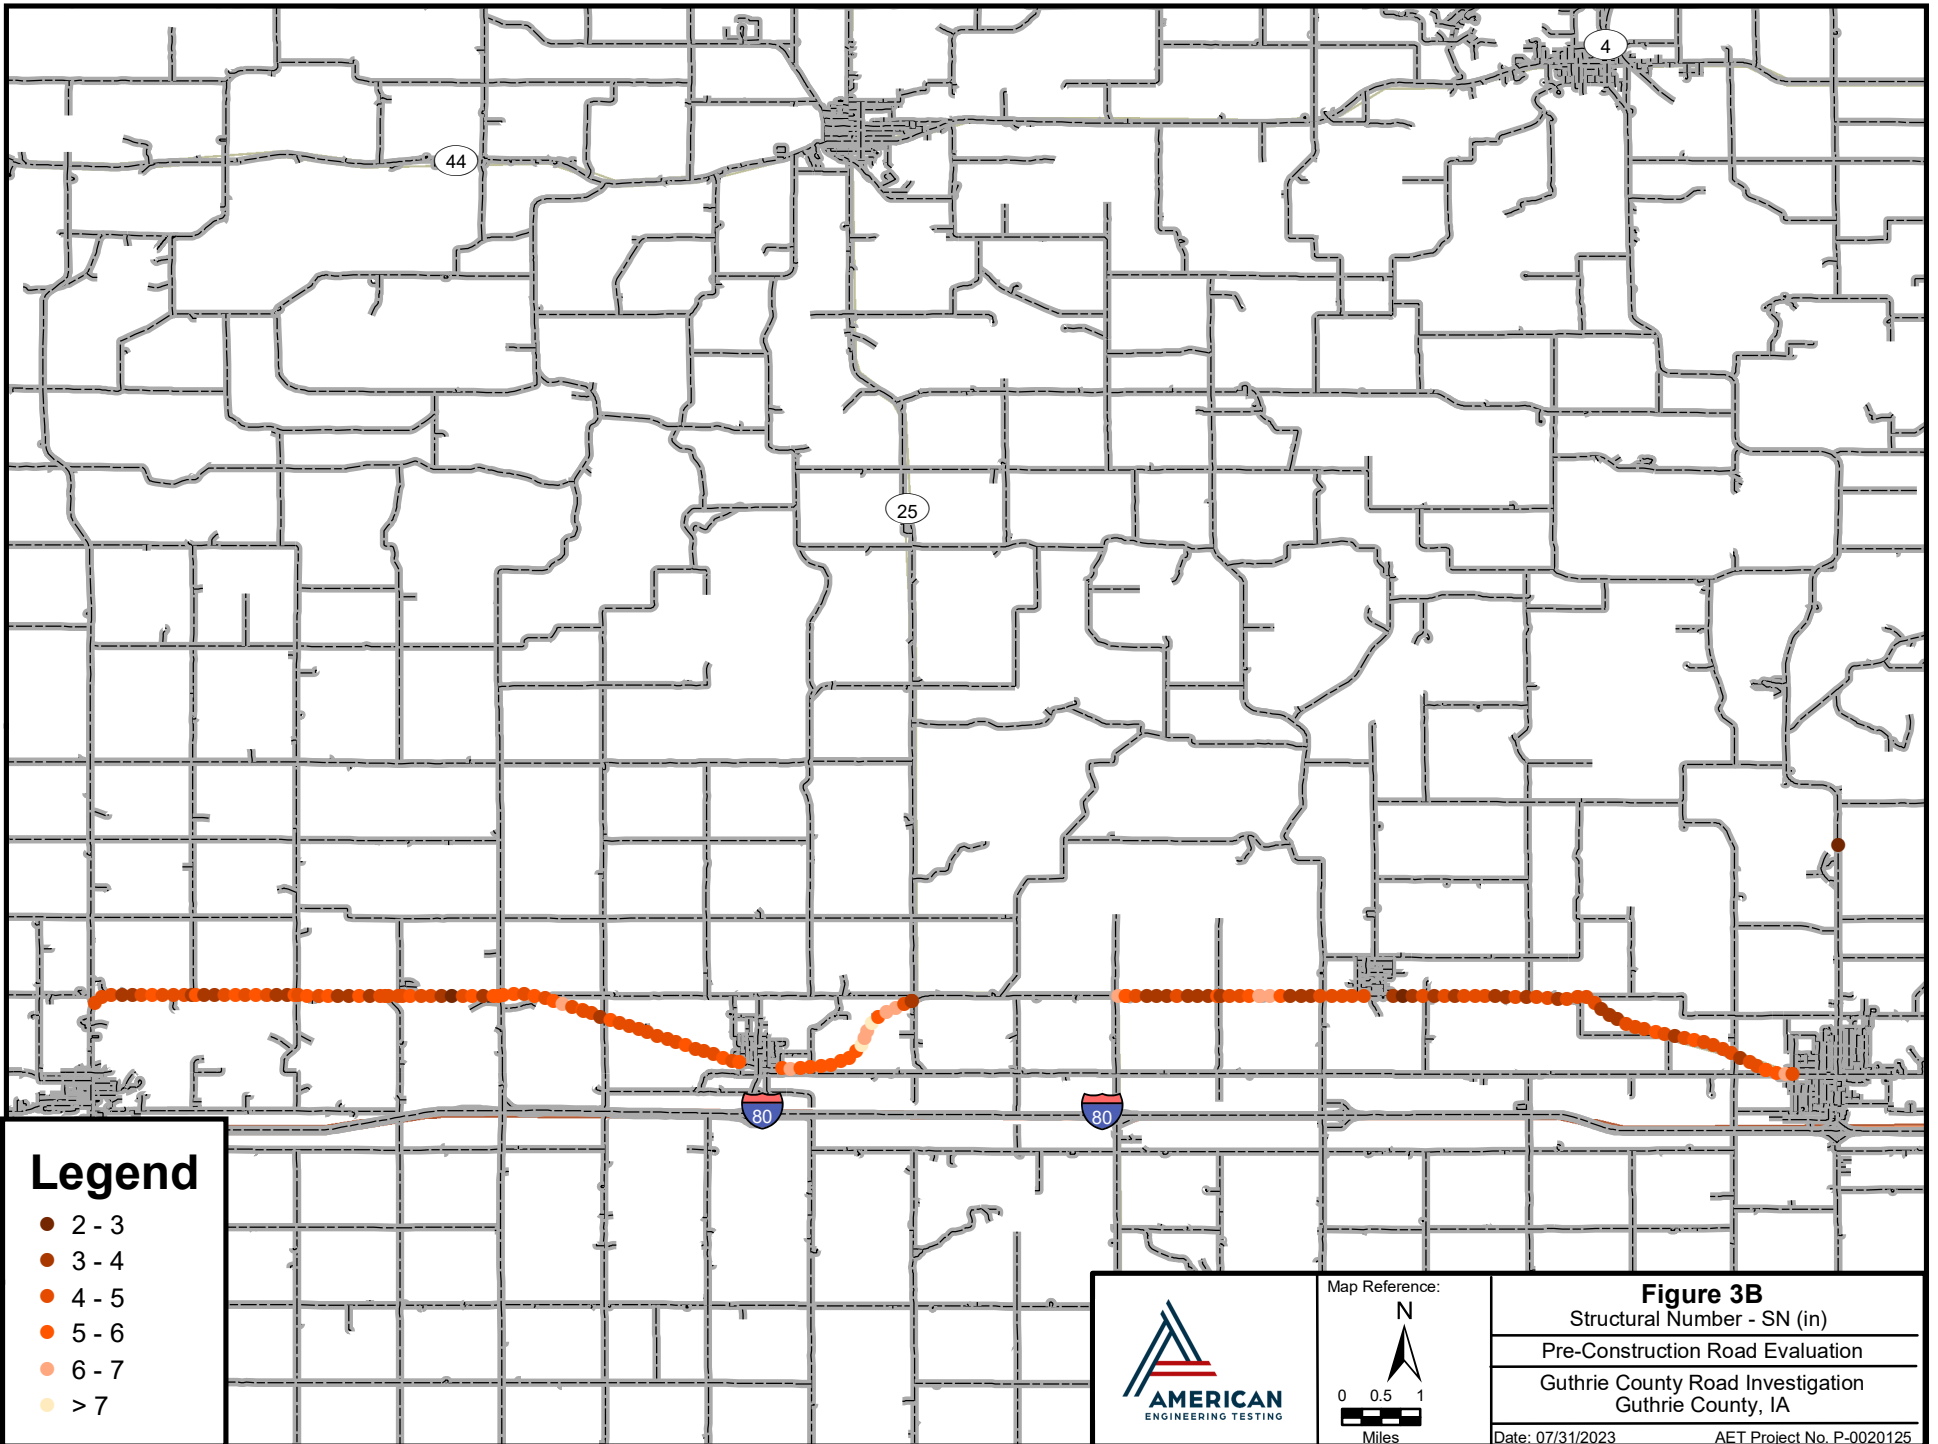 4
44
25
80
80
Legend
2 - 3
3 - 4
4 - 5
5 - 6
6 - 7
> 7
AMERICAN
ENGINEERING TESTING
Map Reference:
N
0 0.5 1
Miles
Figure 3B
Structural Number - SN (in)
Pre-Construction Road Evaluation
Guthrie County Road Investigation
Guthrie County, IA
Date: 07/31/2023 AET Project No. P-0020125